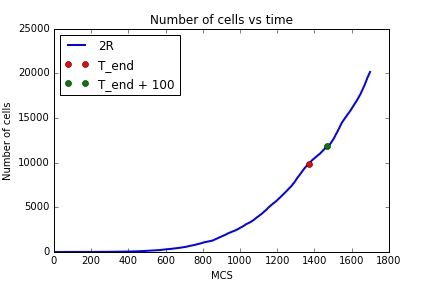 Number of cells vs time
25000
20000
15000
10000
5000
0
Number of cells
2R
T_end
T_end + 100
0 200 400 600 800 1000 1200 1400 1600 1800
MCS